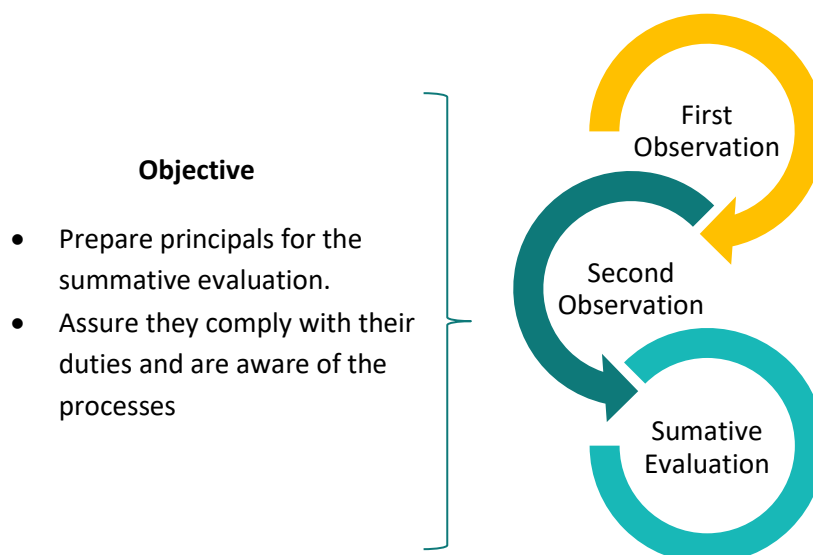 Objective
• Prepare principals for the
summative evaluation.
• Assure they comply with their
duties and are aware of the
processes
First
Observation
Second
Observation
Sumative
Evaluation